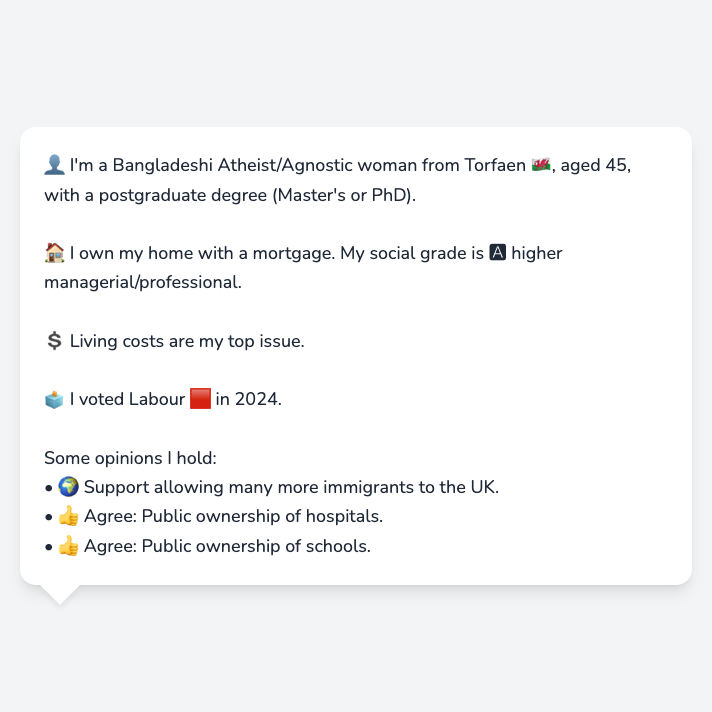 👤 I'm a Bangladeshi Atheist/Agnostic woman from Torfaen 🏴󠁧󠁢󠁷󠁬󠁳󠁿, aged 45,
with a postgraduate degree (Master's or PhD).
🏠 I own my home with a mortgage. My social grade is 🅰 higher
managerial/professional.
💲 Living costs are my top issue.
🗳️ I voted Labour 🟥 in 2024.
Some opinions I hold:
• 🌍 Support allowing many more immigrants to the UK.
• 👍 Agree: Public ownership of hospitals.
• 👍 Agree: Public ownership of schools.